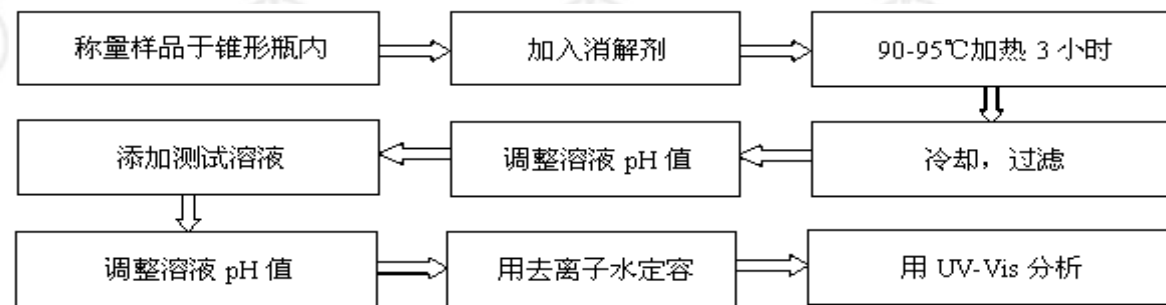 称量样品于锥形瓶内
加入消解剂
90-95℃加热 3 小时
冷却，过滤
调整溶液 pH 值
添加测试溶液
调整溶液 pH 值
用去离子水定容
用 UV-Vis 分析